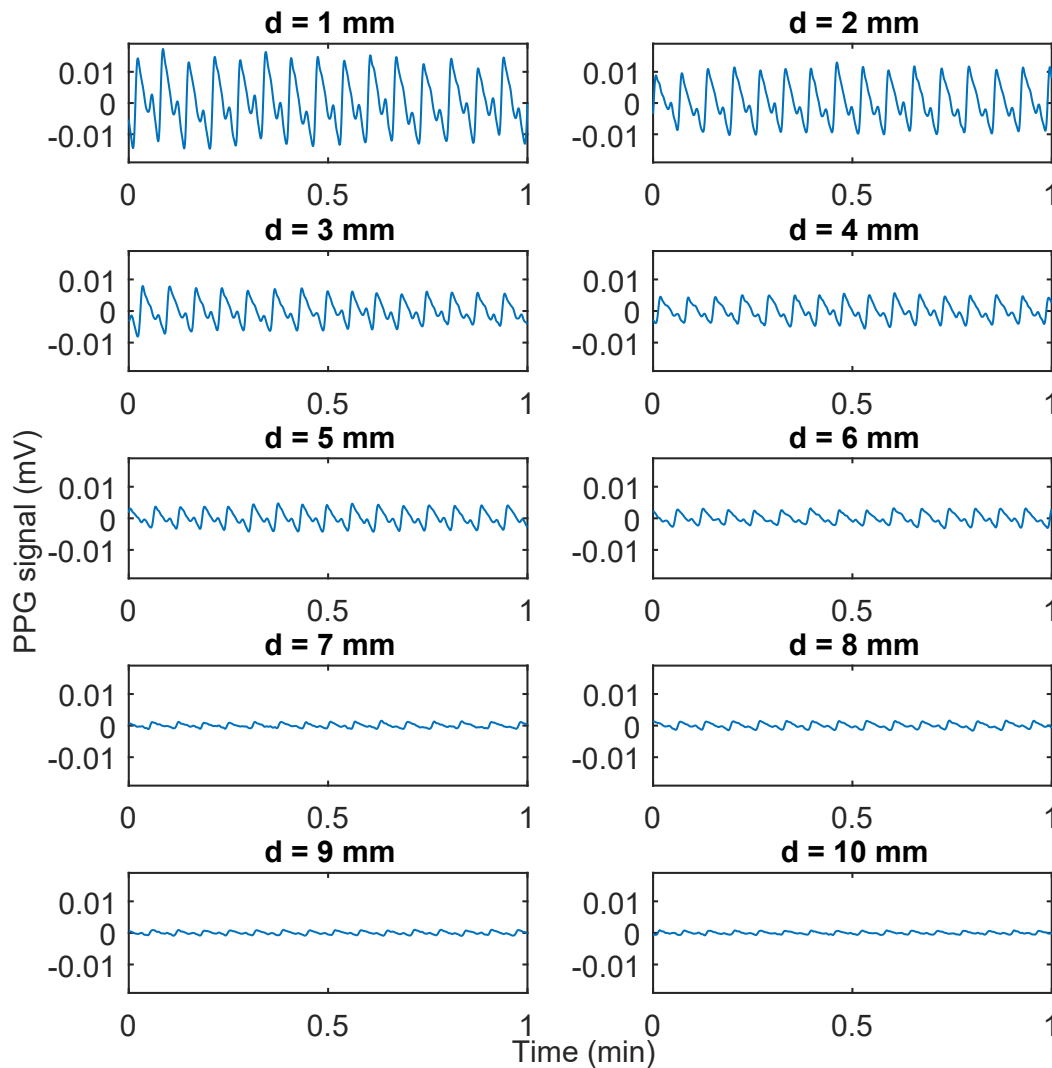 d = 1 mm
0.01
0
-0.01
0 0.5 1
d = 2 mm
0.01
0
-0.01
0 0.5 1
d = 3 mm
0.01
0
-0.01
0 0.5 1
d = 4 mm
0.01
0
-0.01
0 0.5 1
d = 5 mm
0.01
0
-0.01
0 0.5 1
d = 6 mm
0.01
0
-0.01
0 0.5 1
d = 7 mm
0.01
0
-0.01
0 0.5 1
d = 8 mm
0.01
0
-0.01
0 0.5 1
d = 9 mm
0.01
0
-0.01
0 0.5 1
d = 10 mm
0.01
0
-0.01
0 0.5 1
PPG signal (mV)
Time (min)